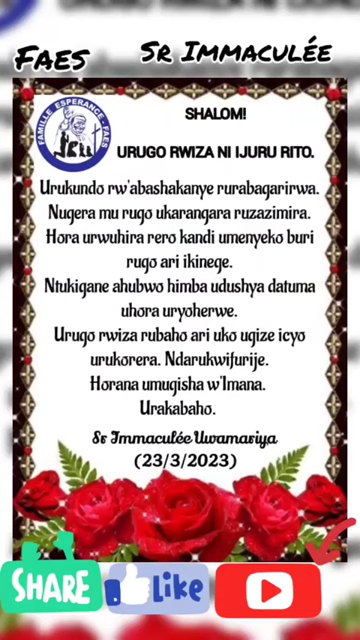 FAES
SR IMMACULÉE
FAMILLE ESPERANCE - FAES
SHALOM!
URUGO RWIZA NI IJURU RITO.
Urukundo rw'abashakanye rurabagarirwa.
Nugera mu rugo ukarangara ruzazimira.
Hora urwuhira rero kandi umenyeko buri
rugo ari ikinege.
Ntukigane ahubwo himba udushya datuma
uhora uryoherwe.
Urugo rwiza rubaho ari uko ugize icyo
urukorera. Ndarukwifurije.
Horana umugisha w'Imana.
Urakabaho.
Sr Immaculée Uwamariya
(23/3/2023)
SHARE
Like